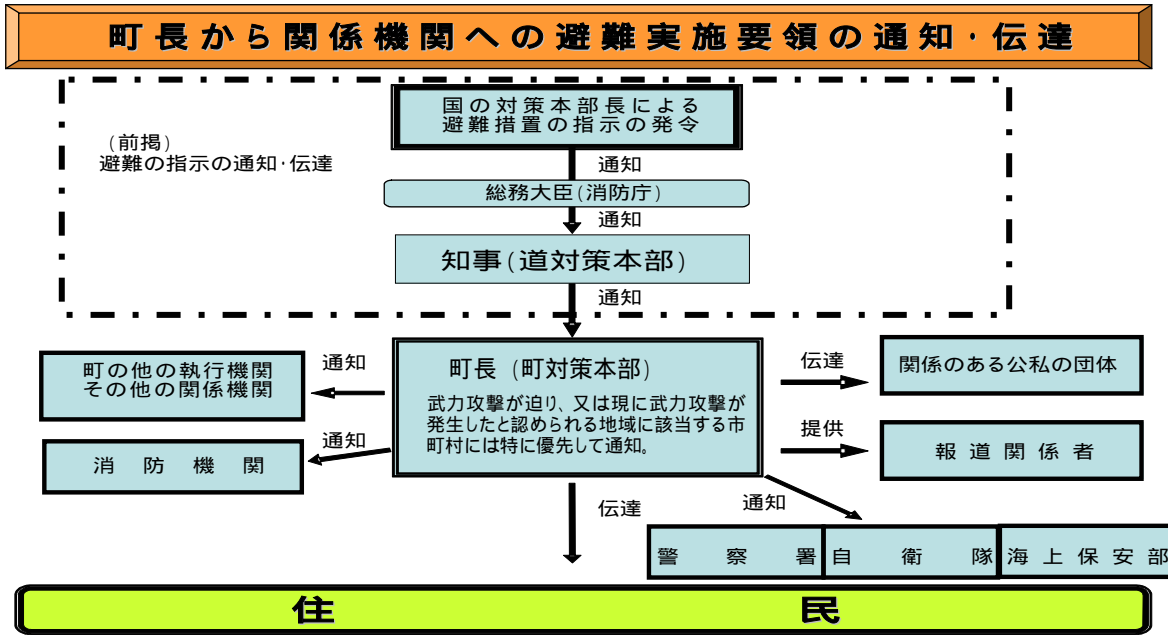 町長から関係機関への避難実施要領の通知・伝達
国の対策本部長による
避難措置の指示の発令
(前掲)
避難の指示の通知・伝達
通知
総務大臣(消防庁)
通知
知事(道対策本部)
通知
町の他の執行機関
その他の関係機関
通知
町長(町対策本部)
武力攻撃が迫り、又は現に武力攻撃が
発生したと認められる地域に該当する市
町村には特に優先して通知。
伝達
関係のある公私の団体
消防機関
通知
提供
報道関係者
伝達
通知
警察署
自衛隊
海上保安部
住民